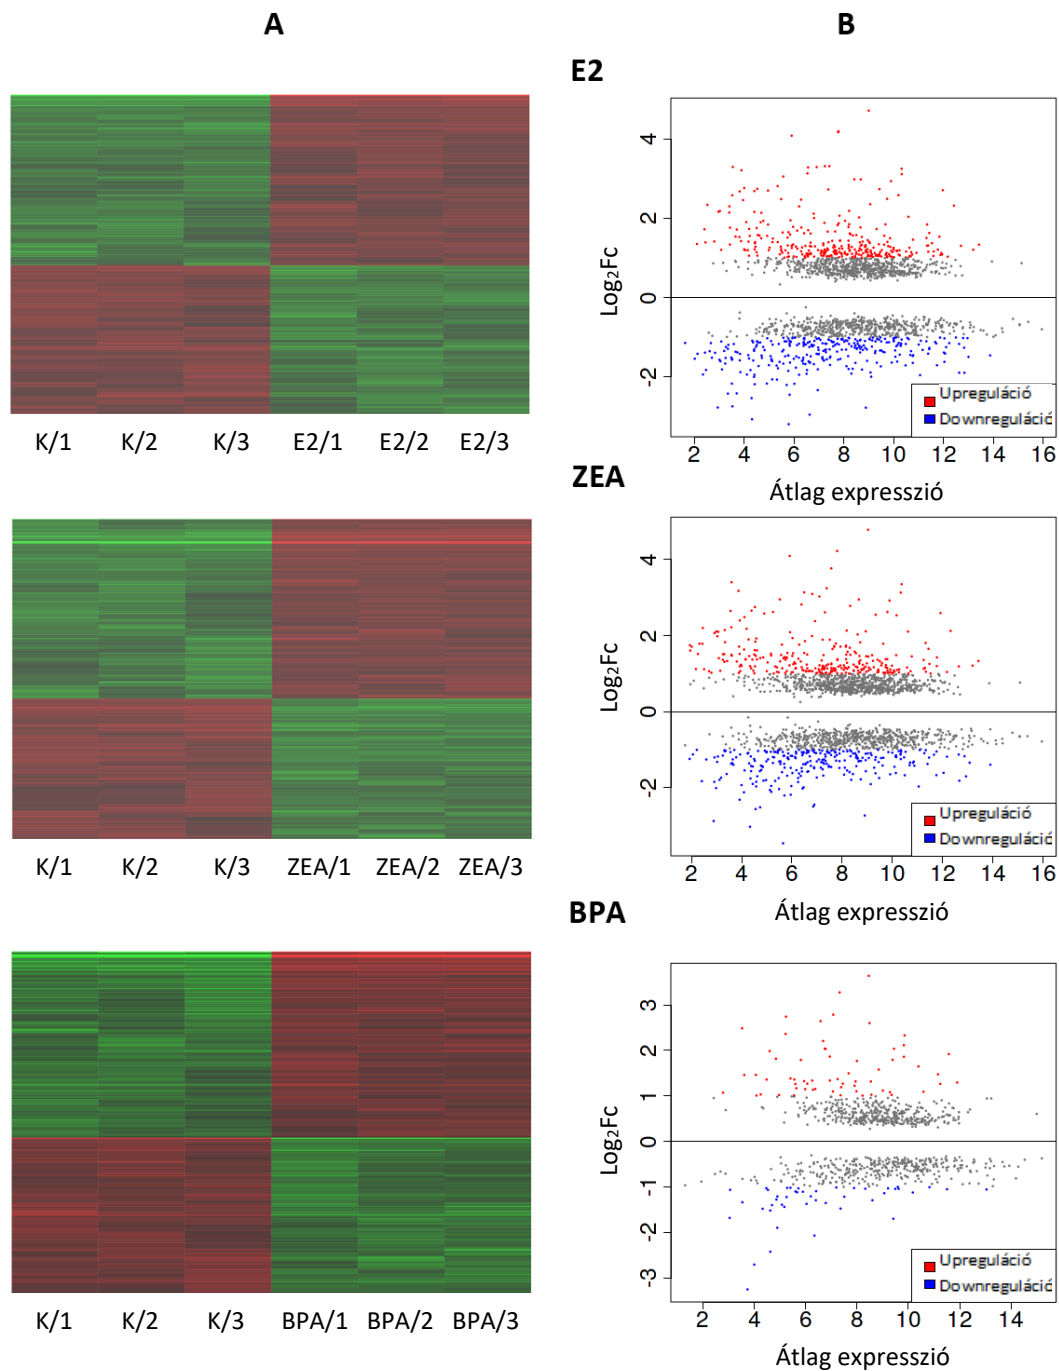 A
B
E2
K/1 K/2 K/3 E2/1 E2/2 E2/3
Log₂Fc
4
2
0
-2
Upreguláció
Downreguláció
2 4 6 8 10 12 14 16
Átlag expresszió
ZEA
K/1 K/2 K/3 ZEA/1 ZEA/2 ZEA/3
Log₂Fc
4
2
0
-2
Upreguláció
Downreguláció
2 4 6 8 10 12 14 16
Átlag expresszió
BPA
K/1 K/2 K/3 BPA/1 BPA/2 BPA/3
Log₂Fc
3
2
1
0
-1
-2
-3
Upreguláció
Downreguláció
2 4 6 8 10 12 14
Átlag expresszió